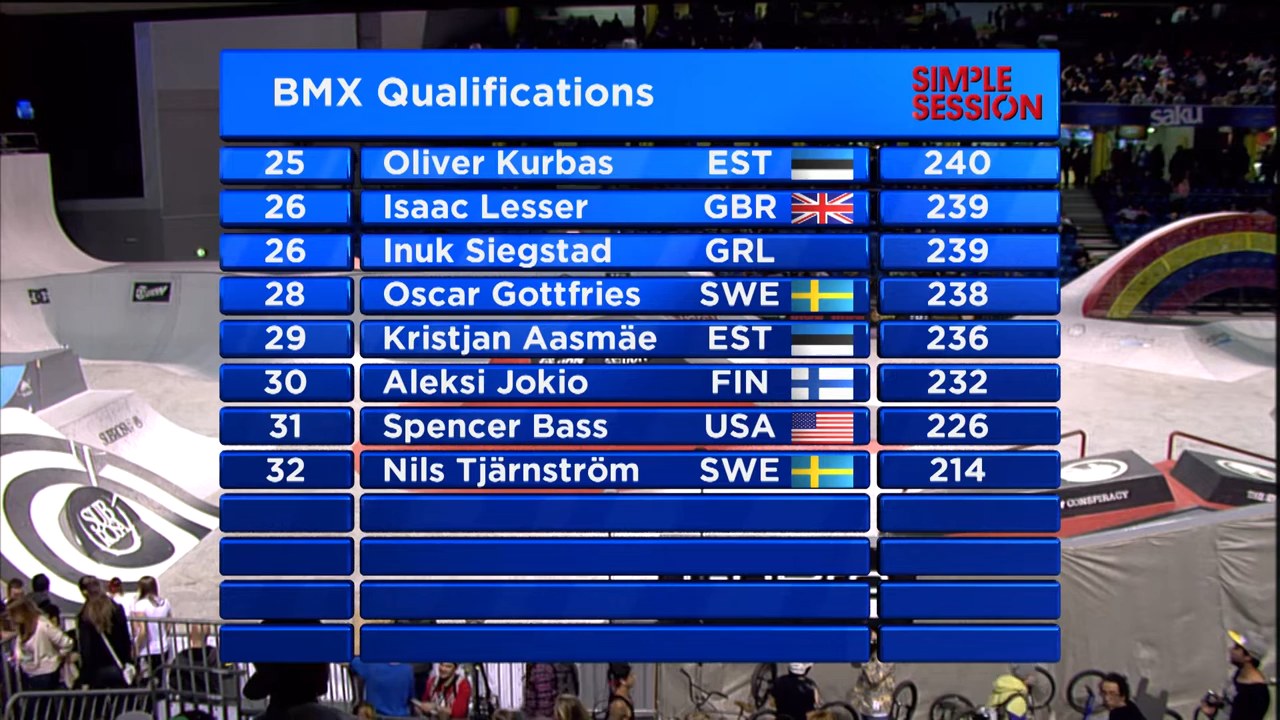 BMX Qualifications
SIMPLE
SESSION
saku
25 Oliver Kurbas EST 240
26 Isaac Lesser GBR 239
26 Inuk Siegstad GRL 239
28 Oscar Gottfries SWE 238
29 Kristjan Aasmäe EST 236
30 Aleksi Jokio FIN 232
31 Spencer Bass USA 226
32 Nils Tjärnström SWE 214
SUBROSA
CONSPIRACY